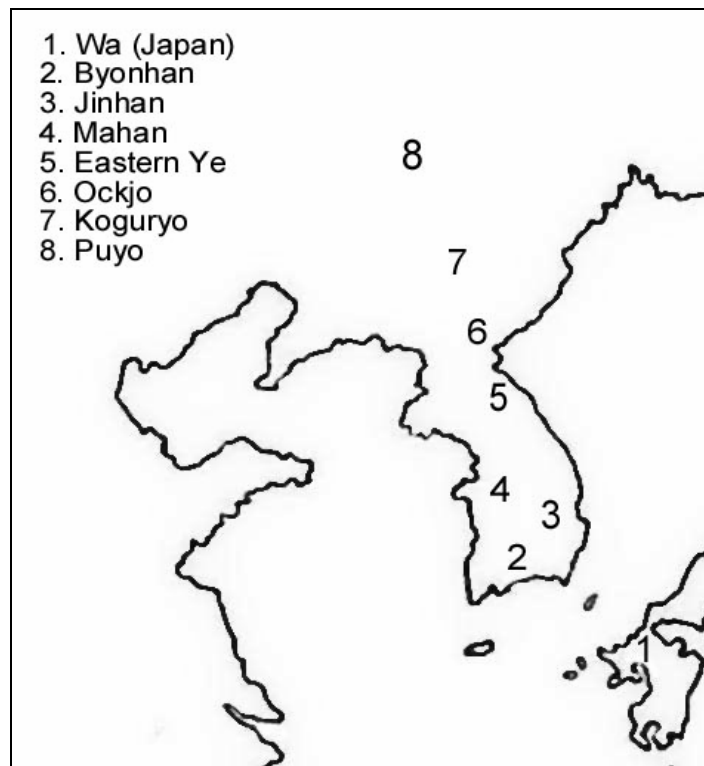 1. Wa (Japan)
2. Byonhan
3. Jinhan
4. Mahan
5. Eastern Ye
6. Ockjo
7. Koguryo
8. Puyo
8
7
6
5
4
3
2
1